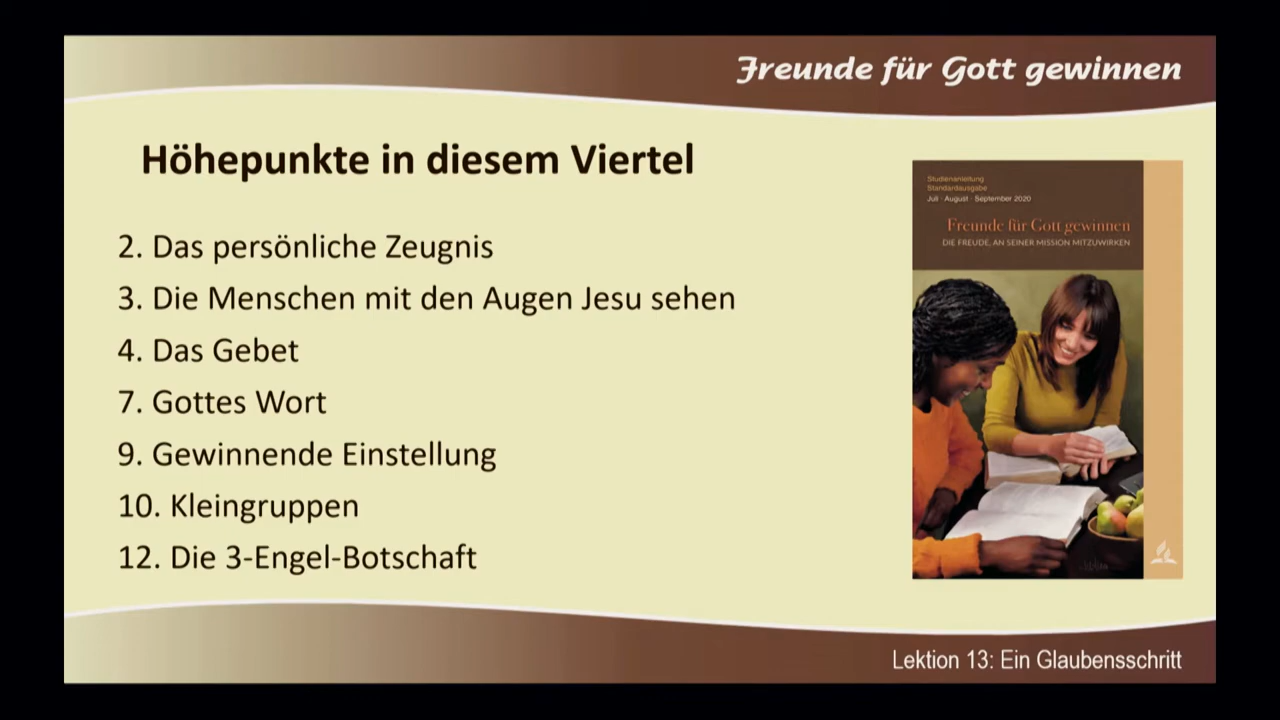 Freunde für Gott gewinnen
Höhepunkte in diesem Viertel
2. Das persönliche Zeugnis
3. Die Menschen mit den Augen Jesu sehen
4. Das Gebet
7. Gottes Wort
9. Gewinnende Einstellung
10. Kleingruppen
12. Die 3-Engel-Botschaft
Studienanleitung
Standardausgabe
Juli · August · September 2020
Freunde für Gott gewinnen
DIE FREUDE, AN SEINER MISSION MITZUWIRKEN
Lektion 13: Ein Glaubensschritt